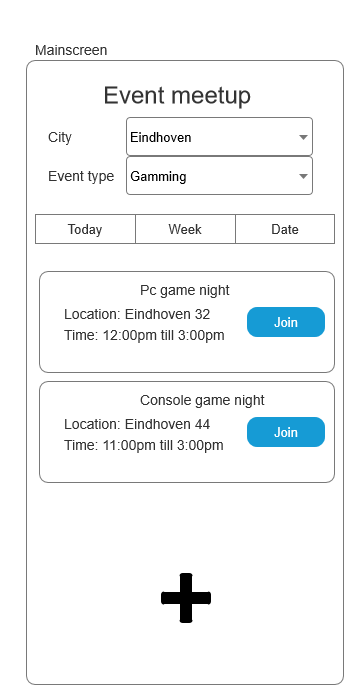 Mainscreen
Event meetup
City
Eindhoven
Event type
Gamming
Today
Week
Date
Pc game night
Location: Eindhoven 32
Join
Time: 12:00pm till 3:00pm
Console game night
Location: Eindhoven 44
Join
Time: 11:00pm till 3:00pm